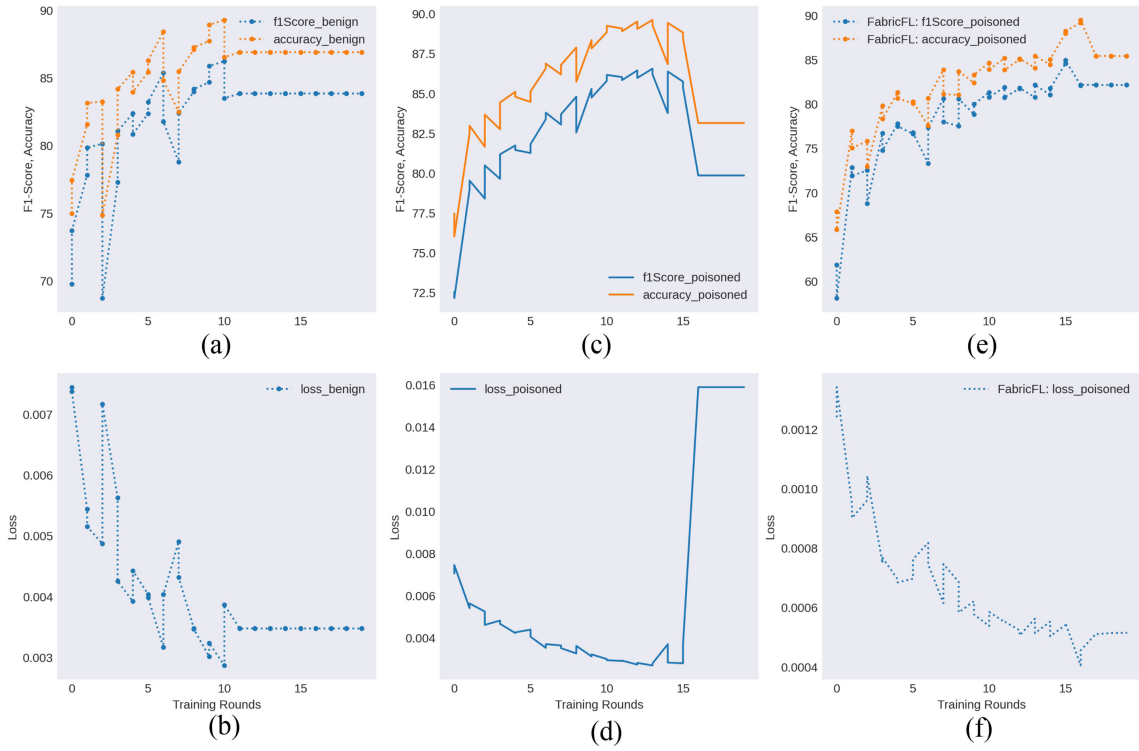 f1Score_benign
accuracy_benign
F1-Score, Accuracy
90
85
80
75
70
0
5
10
15
(a)
f1Score_poisoned
accuracy_poisoned
F1-Score, Accuracy
90.0
87.5
85.0
82.5
80.0
77.5
75.0
72.5
0
5
10
15
(c)
FabricFL: f1Score_poisoned
FabricFL: accuracy_poisoned
F1-Score, Accuracy
90
85
80
75
70
65
60
0
5
10
15
(e)
loss_benign
Loss
0.007
0.006
0.005
0.004
0.003
0
5
10
15
Training Rounds
(b)
loss_poisoned
Loss
0.016
0.014
0.012
0.010
0.008
0.006
0.004
0
5
10
15
Training Rounds
(d)
FabricFL: loss_poisoned
Loss
0.0012
0.0010
0.0008
0.0006
0.0004
0
5
10
15
Training Rounds
(f)